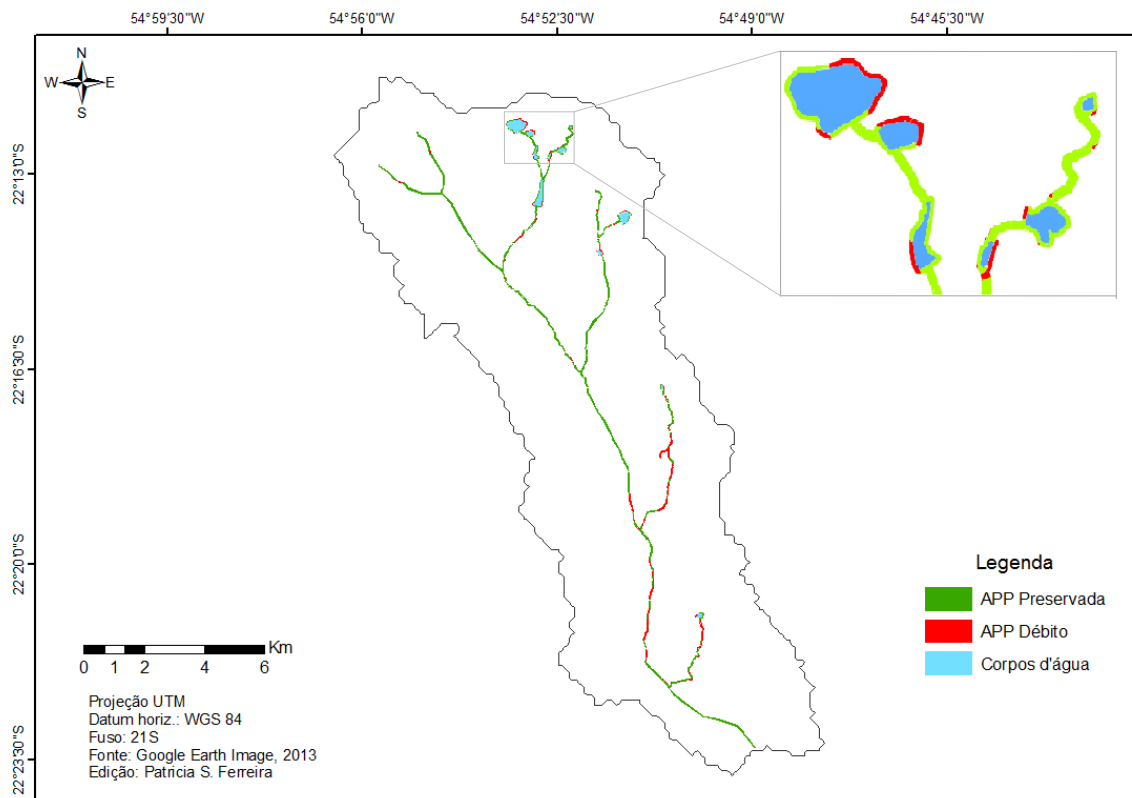 54°59'30"W 54°56'0"W 54°52'30"W 54°49'0"W 54°45'30"W
N
W E
S
22°13'0"S
22°16'30"S
22°20'0"S
22°23'30"S
Legenda
APP Preservada
APP Débito
Corpos d'água
Km
0 1 2 4 6
Projeção UTM
Datum horiz.: WGS 84
Fuso: 21S
Fonte: Google Earth Image, 2013
Edição: Patricia S. Ferreira